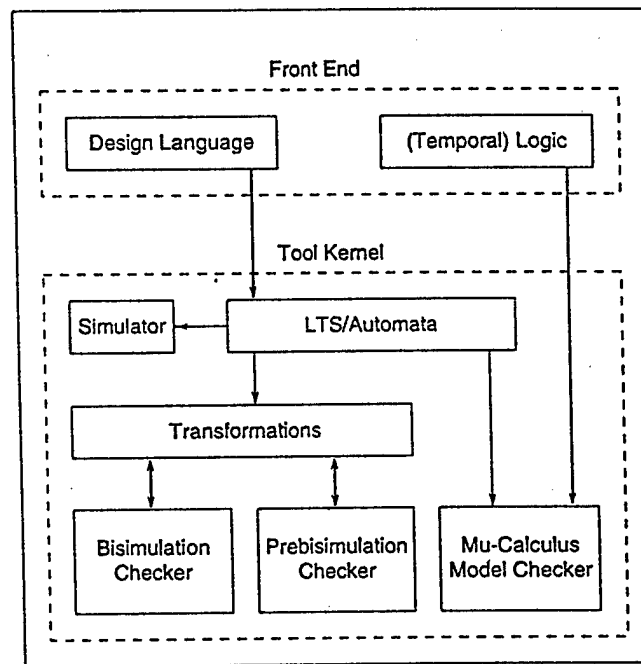 Front End
Design Language
(Temporal) Logic
Tool Kernel
Simulator
LTS/Automata
Transformations
Bisimulation
Checker
Prebisimulation
Checker
Mu-Calculus
Model Checker